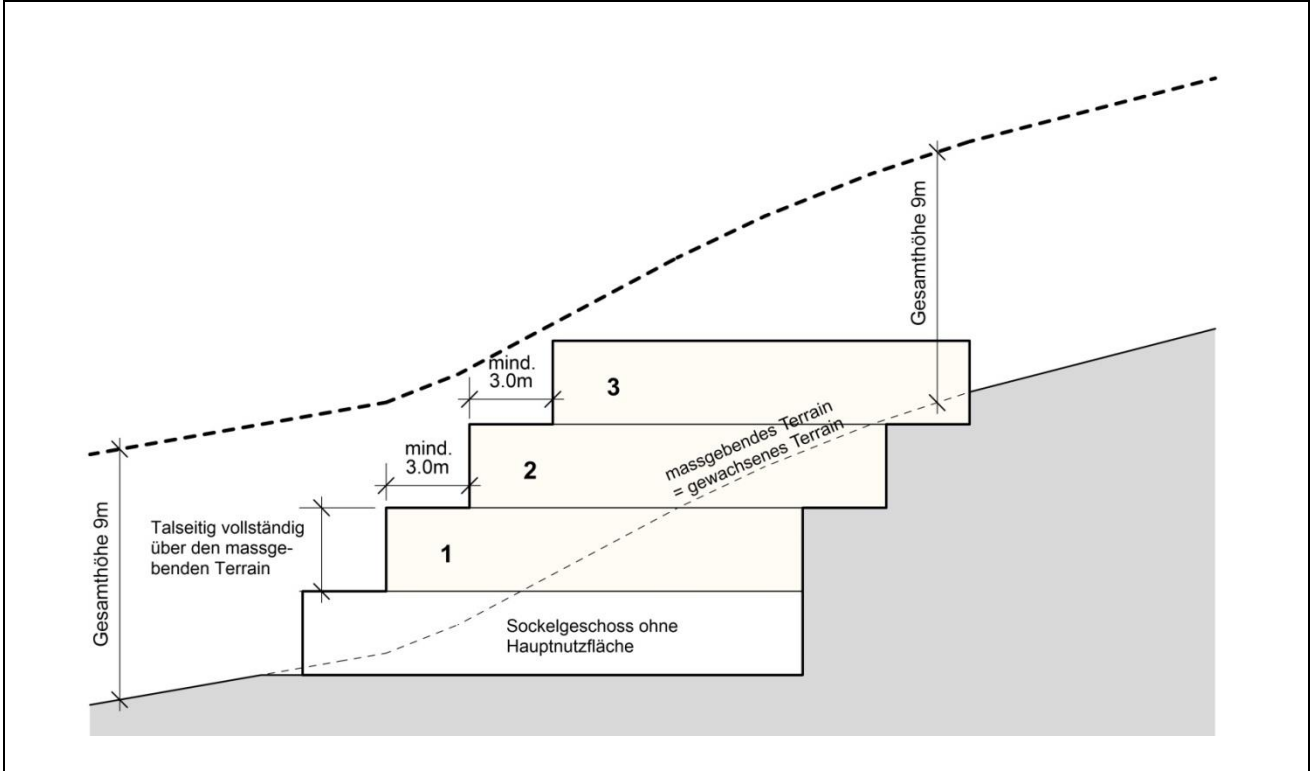 Gesamthöhe 9m
mind.
3.0m
3
massgebendes Terrain
= gewachsenes Terrain
mind.
3.0m
2
Gesamthöhe 9m
Talseitig vollständig
über den massge-
benden Terrain
1
Sockelgeschoss ohne
Hauptnutzfläche